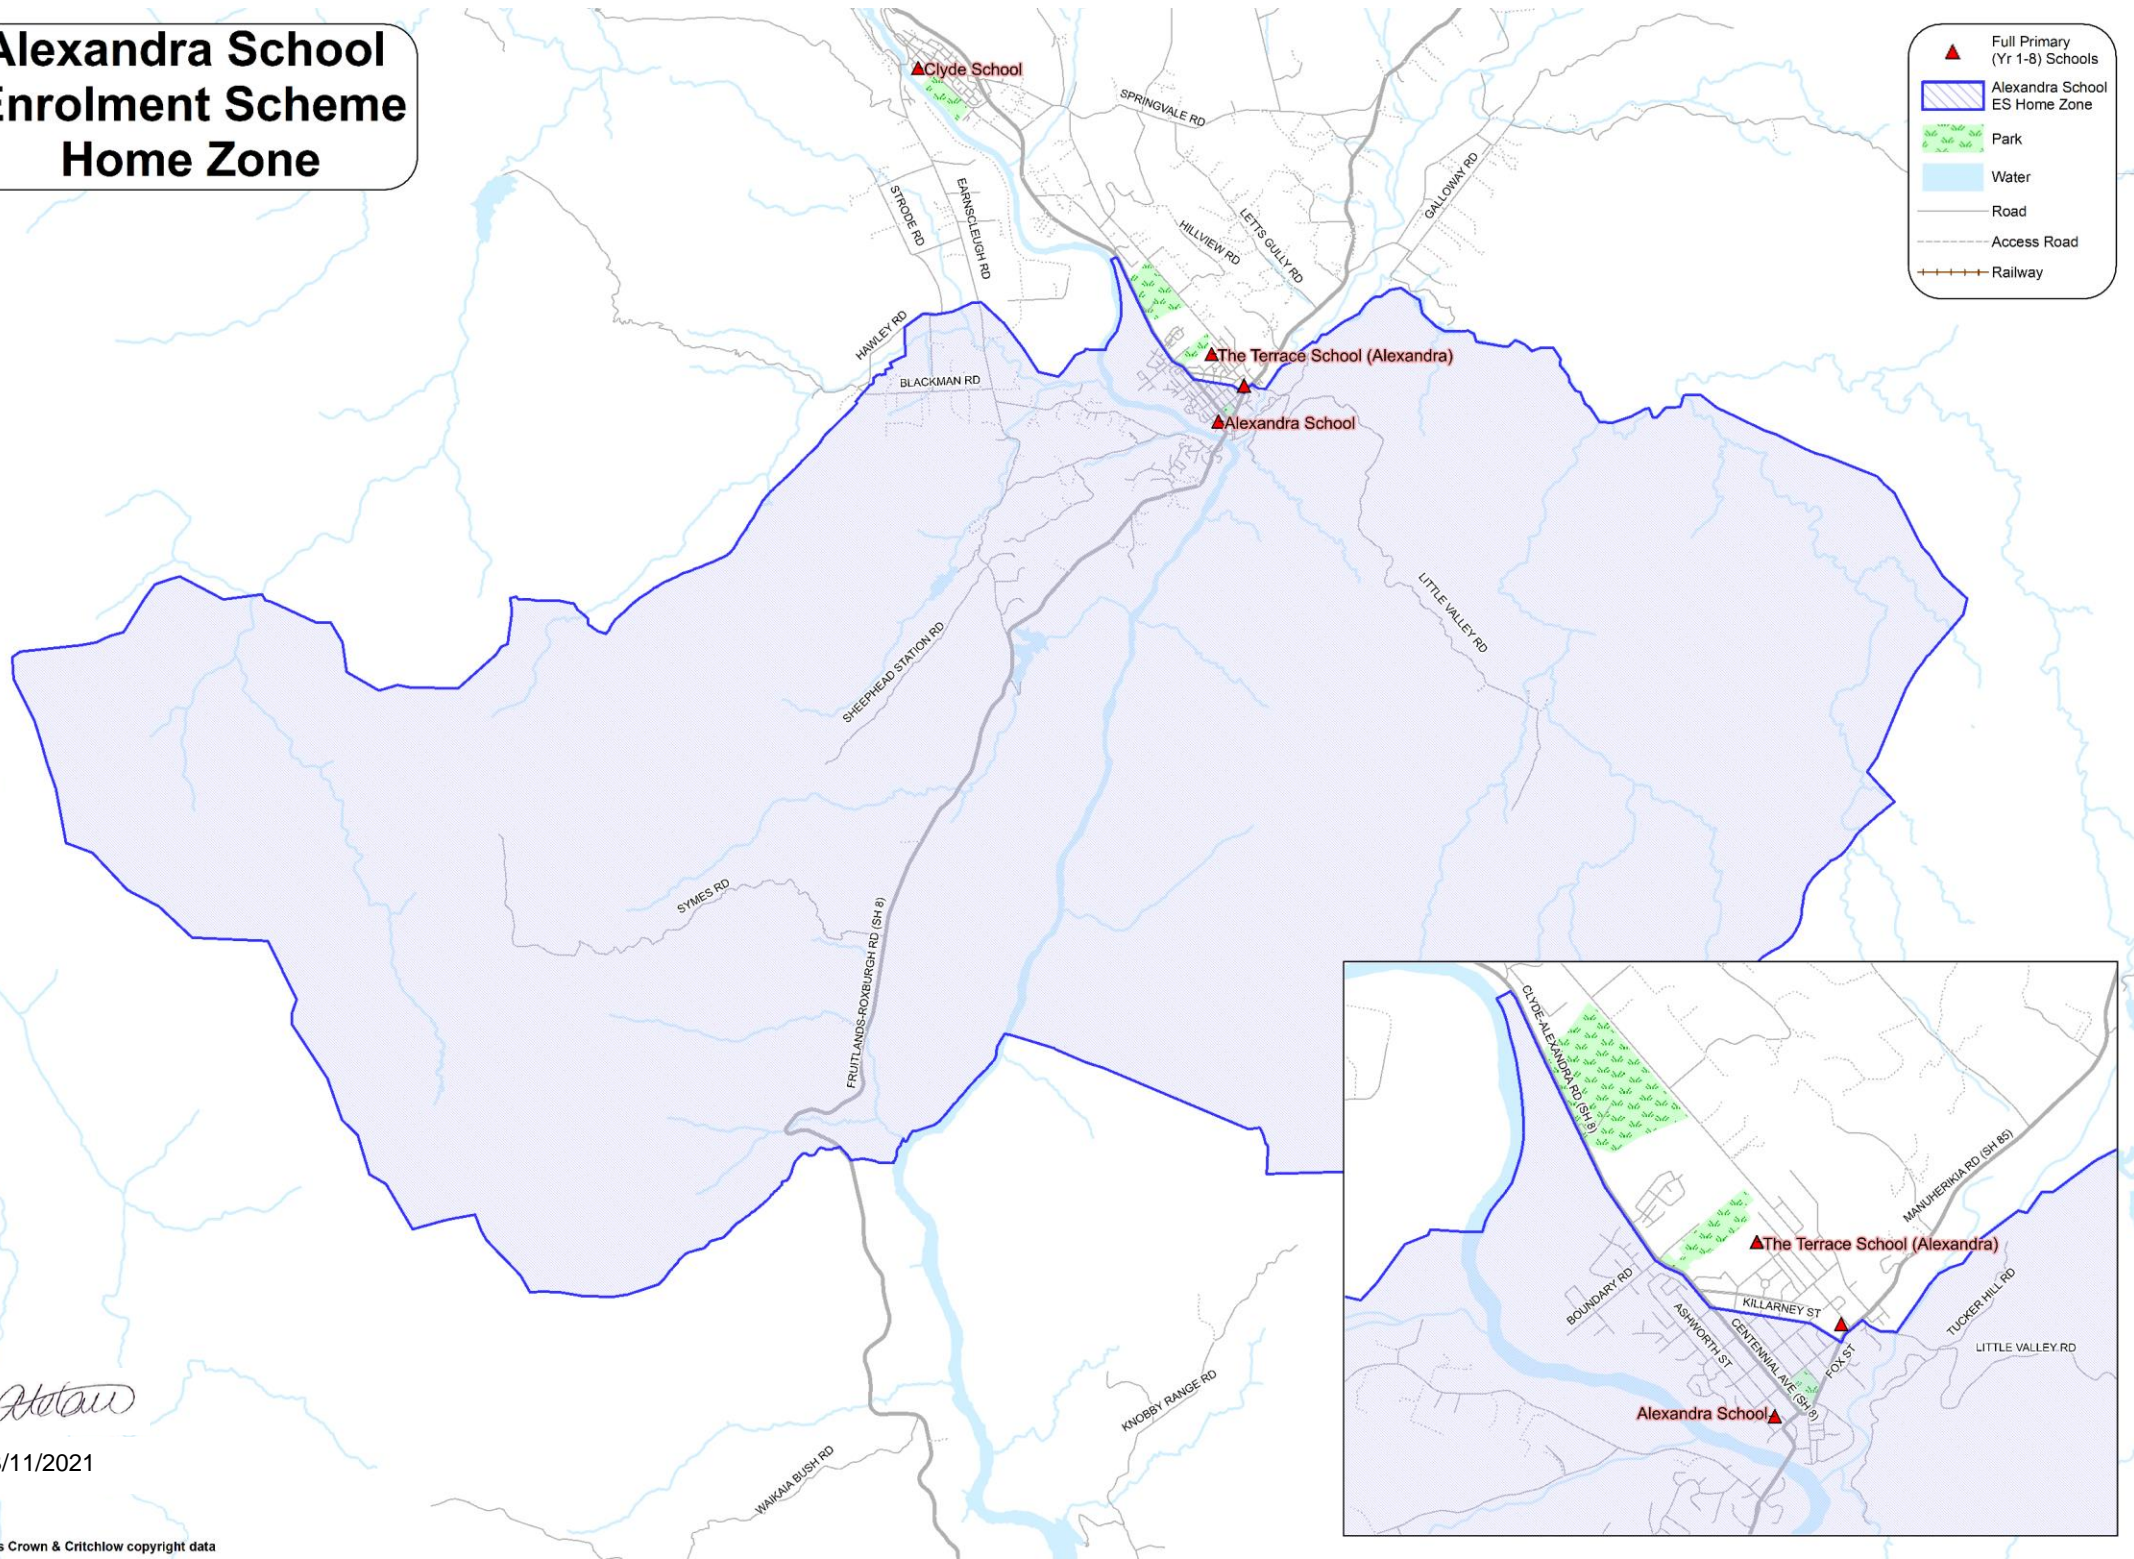 Alexandra School
Enrolment Scheme
Home Zone
Full Primary
(Yr 1-8) Schools
Alexandra School
ES Home Zone
Park
Water
Road
Access Road
Railway
Clyde School
SPRINGVALE RD
STRODE RD
EARNSCLEUGH RD
GALLOWAY RD
LETTS GULLY RD
HILLVIEW RD
HAWLEY RD
BLACKMAN RD
The Terrace School (Alexandra)
Alexandra School
LITTLE VALLEY RD
SHEEPHEAD STATION RD
SYMES RD
FRUITLANDS-ROXBURGH RD (SH 8)
KNOBBY RANGE RD
WAIKAIA BUSH RD
CLYDE-ALEXANDRA RD (SH 8)
MANUHERIKIA RD (SH 85)
The Terrace School (Alexandra)
BOUNDARY RD
KILLARNEY ST
TUCKER HILL RD
ASHWORTH ST
CENTENNIAL AVE (SH 8)
FOX ST
LITTLE VALLEY RD
Alexandra School
/11/2021
s Crown & Critchlow copyright data